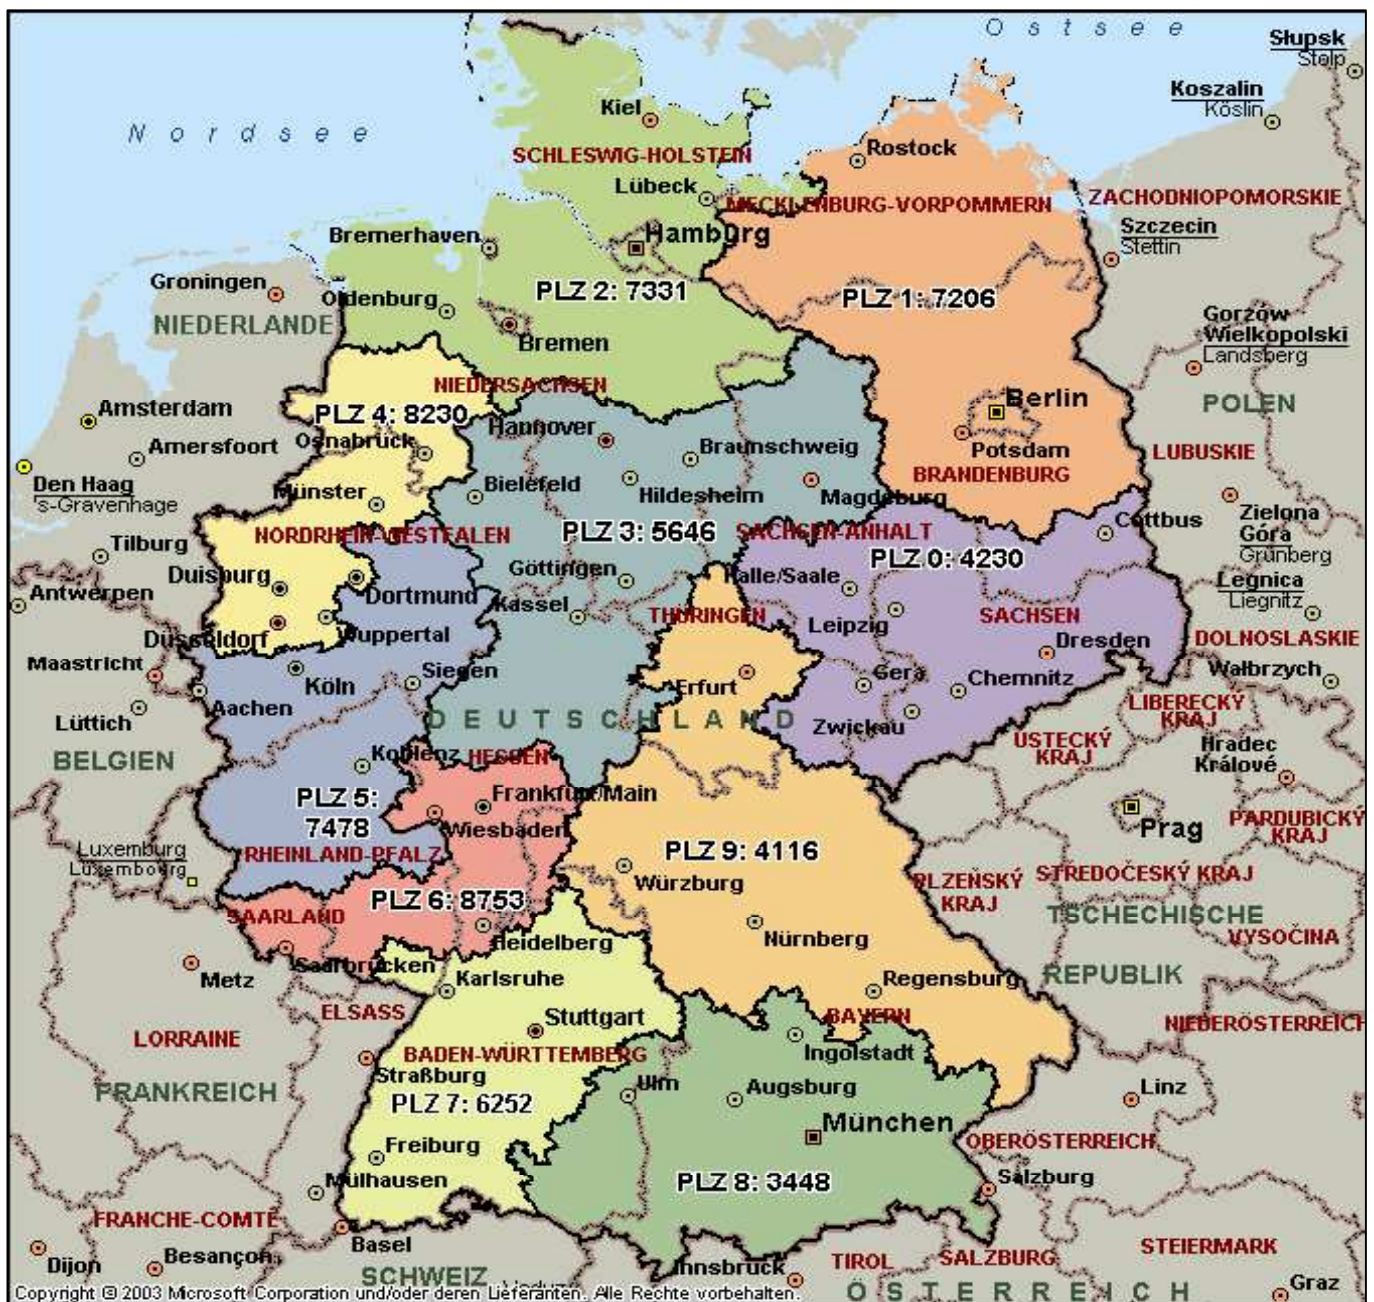 Ostsee
Słupsk
Stolp
Koszalin
Köslin
Nordsee
Kiel
SCHLESWIG-HOLSTEIN
Rostock
Lübeck
MECKLENBURG-VORPOMMERN
ZACHODNIOPOMORSKIE
Szczecin
Stettin
Bremerhaven
Hamburg
Groningen
Oldenburg
PLZ 2: 7331
PLZ 1: 7206
NIEDERLANDE
Bremen
Gorzów
Wielkopolski
Landsberg
NIEDERSACHSEN
Amsterdam
PLZ 4: 8230
Berlin
POLEN
Hannover
Osnabrück
Amersfoort
Braunschweig
Potsdam
LUBUSKIE
Den Haag
's-Gravenhage
BRANDENBURG
Münster
Bielefeld
Hildesheim
Magdeburg
Zielona
Góra
Grünberg
Tilburg
NORDRHEIN-WESTFALEN
PLZ 3: 5646
SACHSEN-ANHALT
Cottbus
PLZ 0: 4230
Duisburg
Göttingen
Halle/Saale
Legnica
Liegnitz
Antwerpen
Dortmund
Kassel
THÜRINGEN
Leipzig
SACHSEN
Düsseldorf
Wuppertal
Dresden
DOLNOSLASKIE
Maastricht
Köln
Siegen
Erfurt
Gera
Chemnitz
Wałbrzych
Lüttich
Aachen
DEUTSCHLAND
Zwickau
LIBERECKÝ
KRAJ
BELGIEN
Koblenz
HESSEN
ÚSTECKÝ
KRAJ
Hradec
Králové
PLZ 5:
7478
Frankfurt/Main
Wiesbaden
Prag
PARDUBICKÝ
KRAJ
Luxemburg
Luxembourg
RHEINLAND-PFALZ
PLZ 9: 4116
Würzburg
PLZEŇSKÝ
KRAJ
STŘEDOČESKÝ KRAJ
SAARLAND
PLZ 6: 8753
TSCHECHISCHE
REPUBLIK
VYSOČINA
Heidelberg
Nürnberg
Metz
Saarbrücken
Karlsruhe
Regensburg
ELSASS
Stuttgart
BAYERN
NIEDERÖSTERREICH
LORRAINE
BADEN-WÜRTTEMBERG
Ingolstadt
Straßburg
FRANKREICH
PLZ 7: 6252
Ulm
Augsburg
Linz
München
Freiburg
OBERÖSTERREICH
Mülhausen
PLZ 8: 3448
Salzburg
FRANCHE-COMTE
Basel
Dijon
Besançon
SCHWEIZ
Innsbruck
TIROL
SALZBURG
STEIERMARK
Vaduz
ÖSTERREICH
Graz
Copyright © 2003 Microsoft Corporation und/oder deren Lieferanten. Alle Rechte vorbehalten.